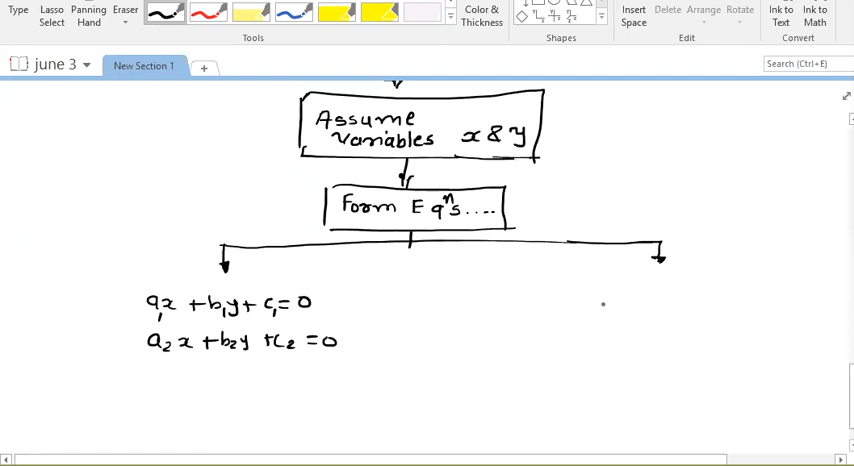 Type Lasso Select Panning Hand Eraser Color & Thickness Insert Space Delete Arrange Rotate Ink to Text Ink to Math
Tools Shapes Edit Convert
june 3 New Section 1 Search (Ctrl+E)
Assume
Variables x & y
Form Eqⁿs....
a₁x + b₁y + c₁ = 0
a₂x + b₂y + c₂ = 0